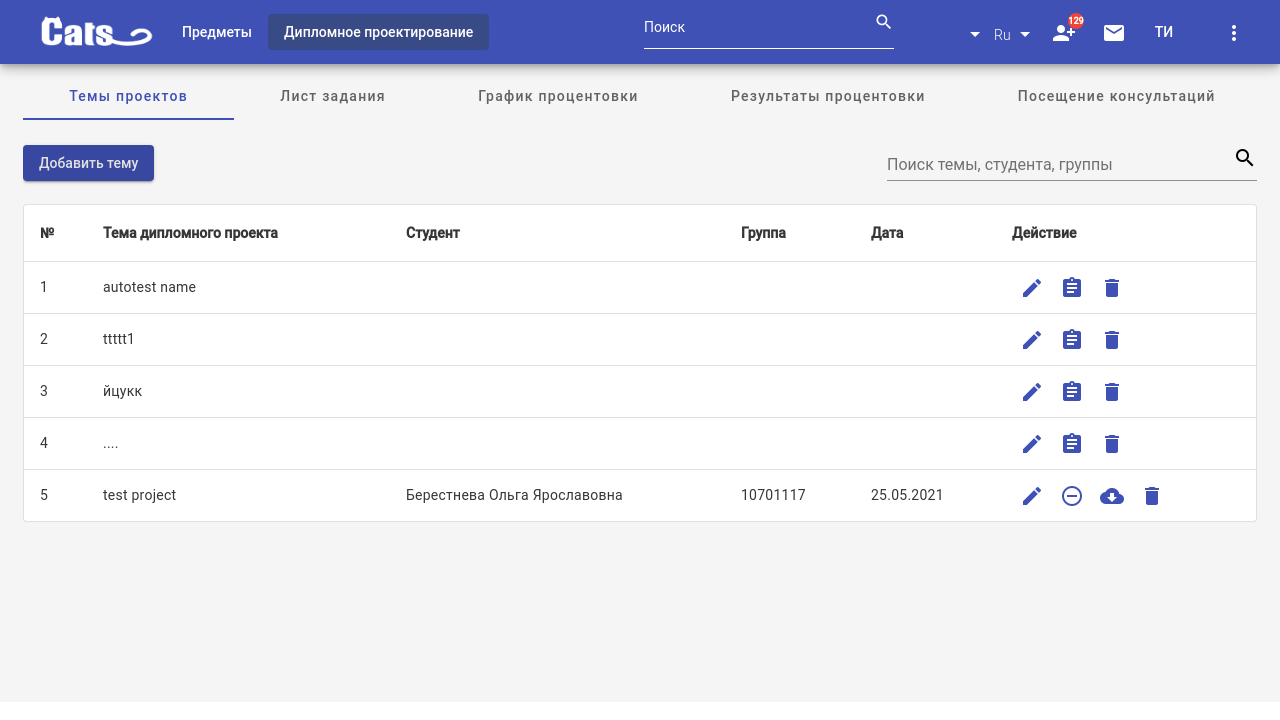 Cats Предметы Дипломное проектирование Поиск Ru 129 ТИ
Темы проектов Лист задания График процентовки Результаты процентовки Посещение консультаций
Добавить тему Поиск темы, студента, группы
№ Тема дипломного проекта Студент Группа Дата Действие
1 autotest name
2 ttttt1
3 йцукк
4 ....
5 test project Берестнева Ольга Ярославовна 10701117 25.05.2021